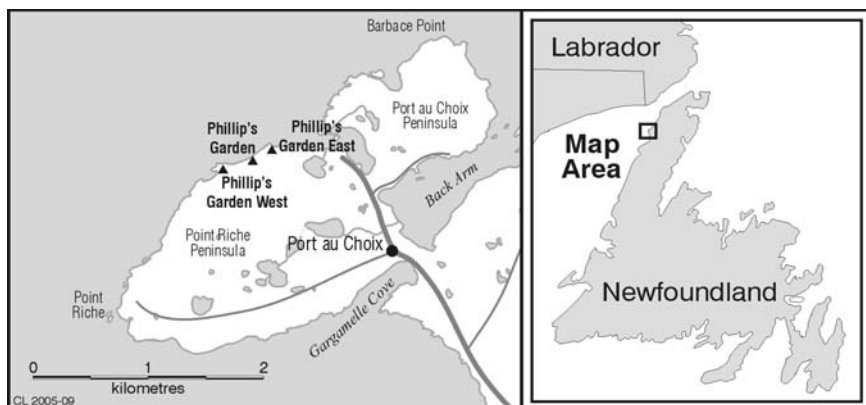 Barbace Point
Port au Choix
Peninsula
Phillip's
Garden
Phillip's
Garden East
Phillip's
Garden West
Back Arm
Point Riche
Peninsula
Port au Choix
Point
Riche
Gargamelle Cove
0 1 2
kilometres
CL 2005-09
Labrador
Map
Area
Newfoundland